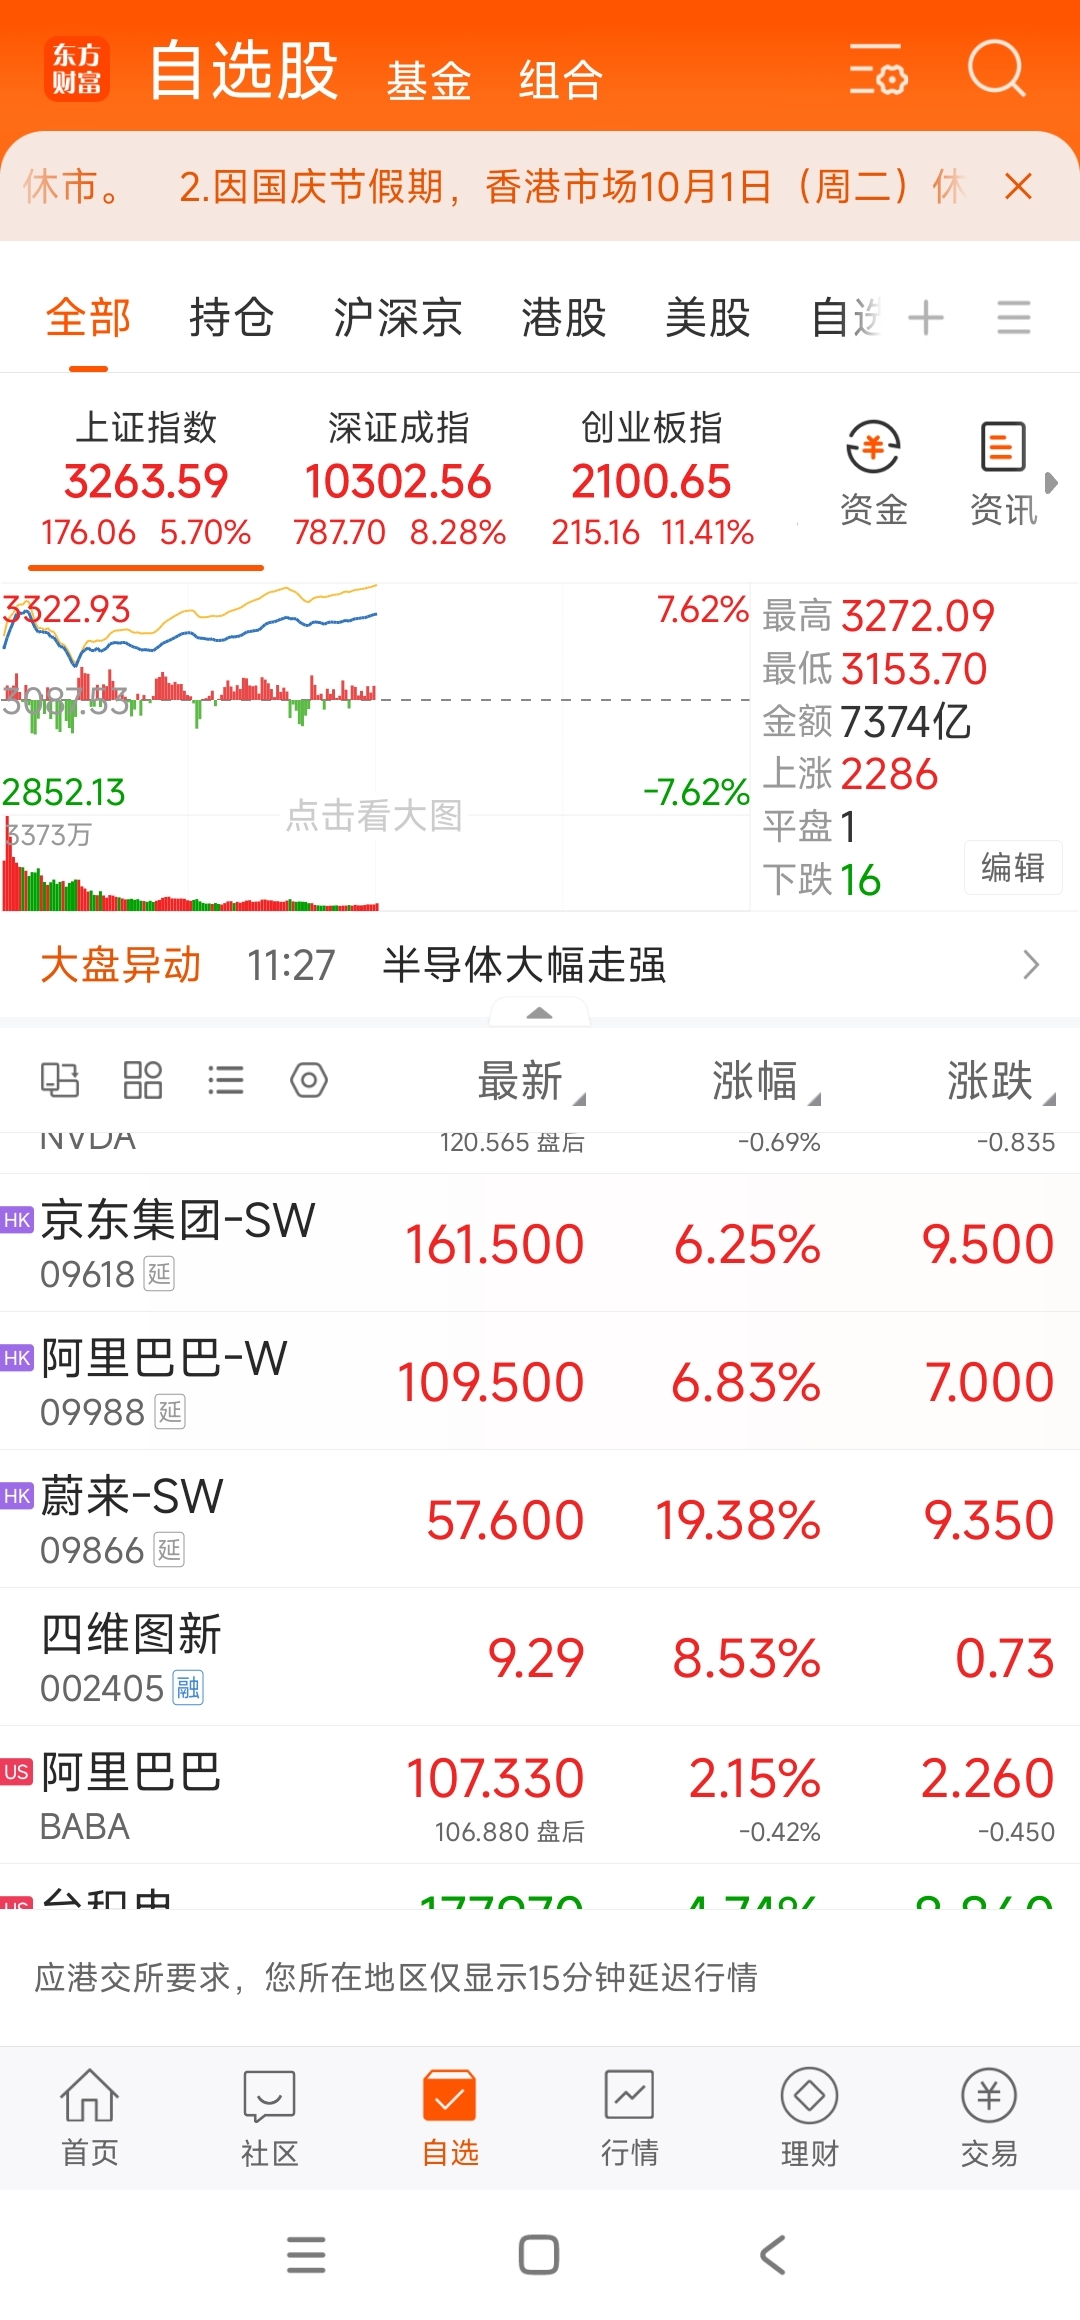 东方
财富
自选股 基金 组合
休市。 2.因国庆节假期，香港市场10月1日（周二）休
全部 持仓 沪深京 港股 美股 自选
上证指数 深证成指 创业板指
3263.59 10302.56 2100.65
176.06 5.70% 787.70 8.28% 215.16 11.41%
资金 资讯
3322.93 7.62%
3087.53
2852.13 -7.62%
3373万
点击看大图
最高 3272.09
最低 3153.70
金额 7374亿
上涨 2286
平盘 1
下跌 16
编辑
大盘异动 11:27 半导体大幅走强
最新 涨幅 涨跌
NVDA 120.565 盘后 -0.69% -0.835
HK 京东集团-SW 161.500 6.25% 9.500
09618 延
HK 阿里巴巴-W 109.500 6.83% 7.000
09988 延
HK 蔚来-SW 57.600 19.38% 9.350
09866 延
四维图新 9.29 8.53% 0.73
002405 融
US 阿里巴巴 107.330 2.15% 2.260
BABA 106.880 盘后 -0.42% -0.450
US 台积电
应港交所要求，您所在地区仅显示15分钟延迟行情
首页 社区 自选 行情 理财 交易